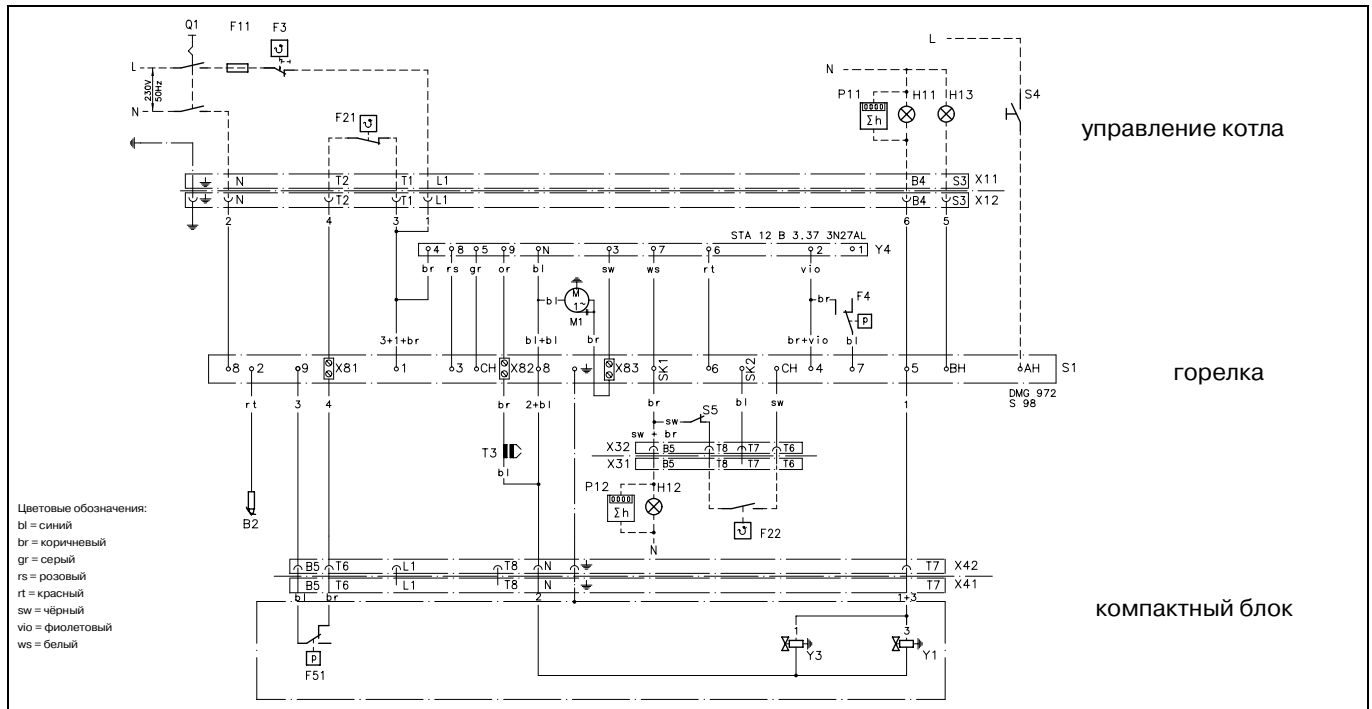 Q1 F11 F3
L
N
230V
50Hz
F21
L
N
P11 H11 H13
0000
Σh
S4
управление котла
N T2 T1 L1 B4 S3 X11
N T2 T1 L1 B4 S3 X12
2 4 3 1 6 5
STA 12 B 3.37 3N27AL
4 8 5 9 N 3 7 6 2 1 Y4
br rs gr or bl sw ws rt vio
bl
M
1~
M1
br
br F4
P
3+1+br
bl+bl
br+vio
bl
8 2 9 X81 1 3 CH X82 8 X83 SK1 6 SK2 CH 4 7 5 BH AH S1
горелка
DMG 972
S 98
rt 3 4 br 2+bl br bl sw 1
sw S5
sw + br
T3
bl
X32 B5 T8 T7 T6
X31 B5 T8 T7 T6
P12 H12
0000
Σh
N
F22
B2
Цветовые обозначения:
bl = синий
br = коричневый
gr = серый
rs = розовый
rt = красный
sw = чёрный
vio = фиолетовый
ws = белый
B5 T6 L1 T8 N T7 X42
B5 T6 L1 T8 N T7 X41
bl br 2 1+3
компактный блок
P
F51
1
Y3
3
Y1